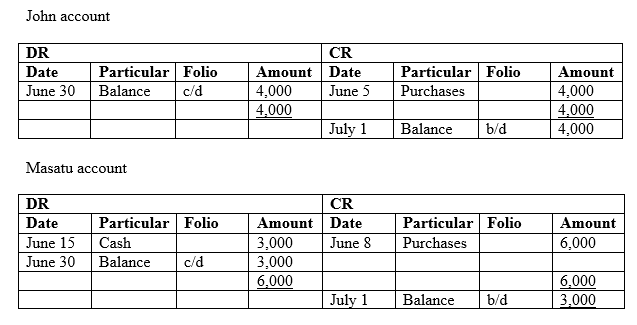 John account
DR CR
Date Particular Folio Amount Date Particular Folio Amount
June 30 Balance c/d 4,000 June 5 Purchases 4,000
4,000 4,000
July 1 Balance b/d 4,000
Masatu account
DR CR
Date Particular Folio Amount Date Particular Folio Amount
June 15 Cash 3,000 June 8 Purchases 6,000
June 30 Balance c/d 3,000
6,000 6,000
July 1 Balance b/d 3,000